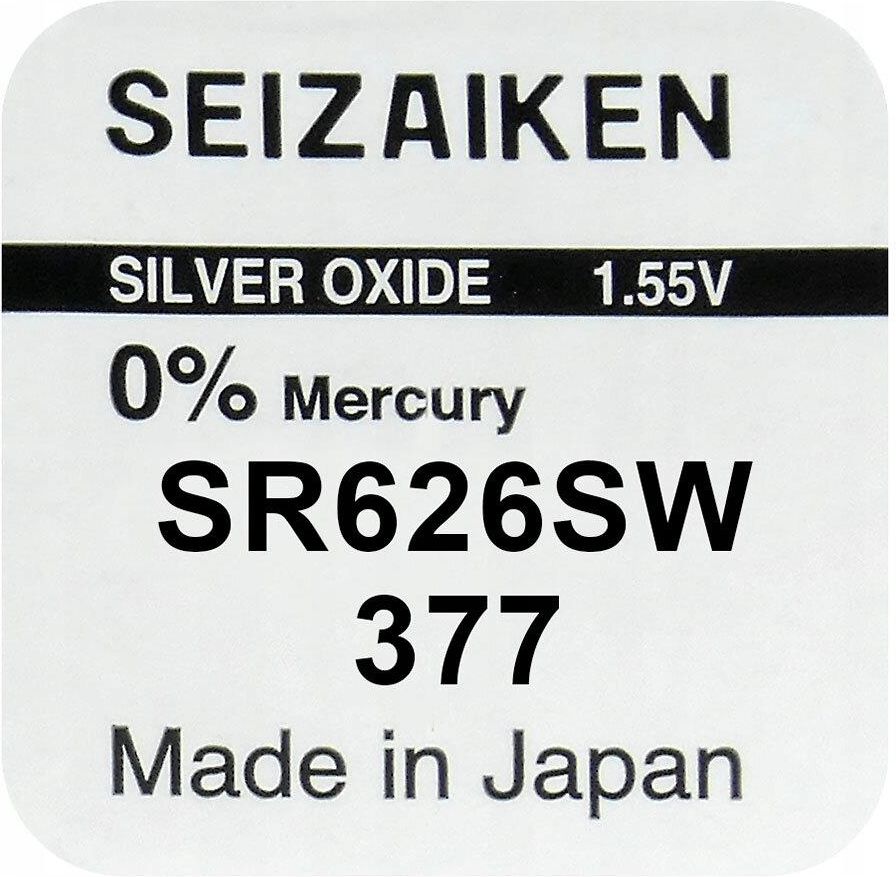 SEIZAIKEN
SILVER OXIDE 1.55V
0% Mercury
SR626SW
377
Made in Japan